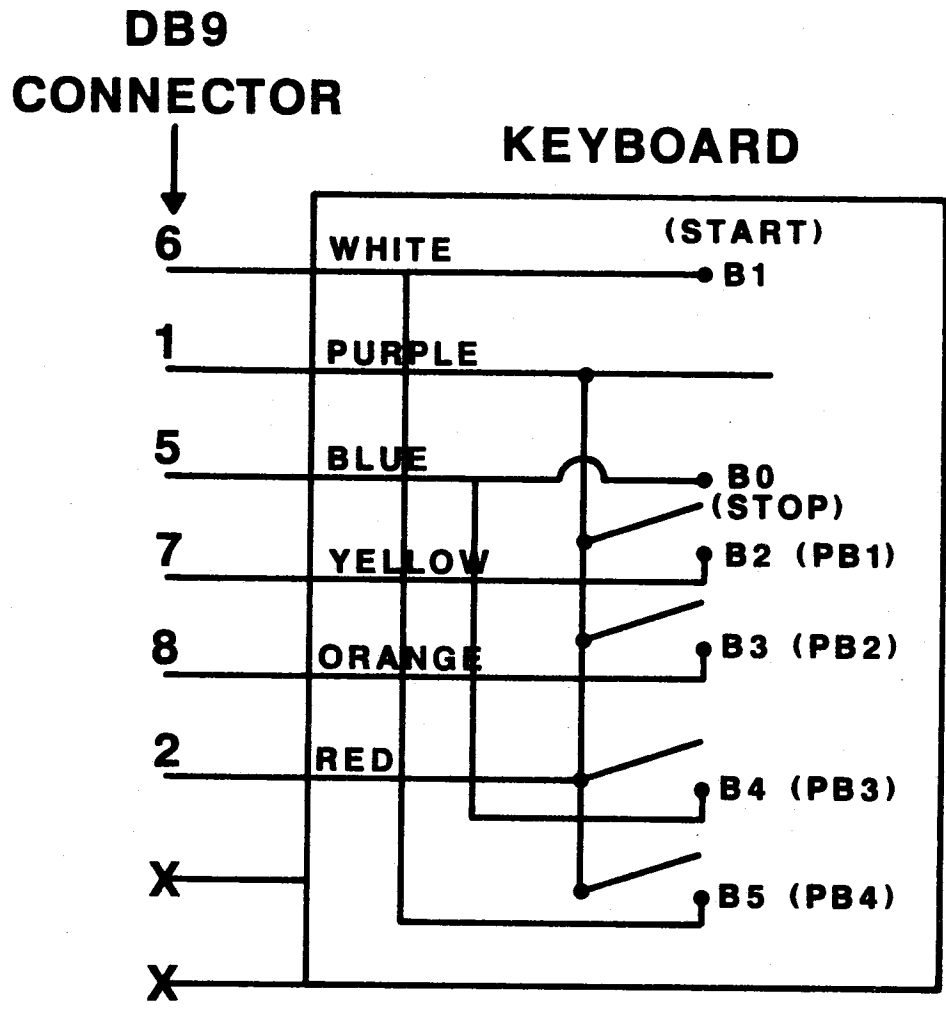 DB9
CONNECTOR
KEYBOARD
6 WHITE (START)
B1
1 PURPLE
5 BLUE B0
(STOP)
7 YELLOW B2 (PB1)
8 ORANGE B3 (PB2)
2 RED B4 (PB3)
X B5 (PB4)
X